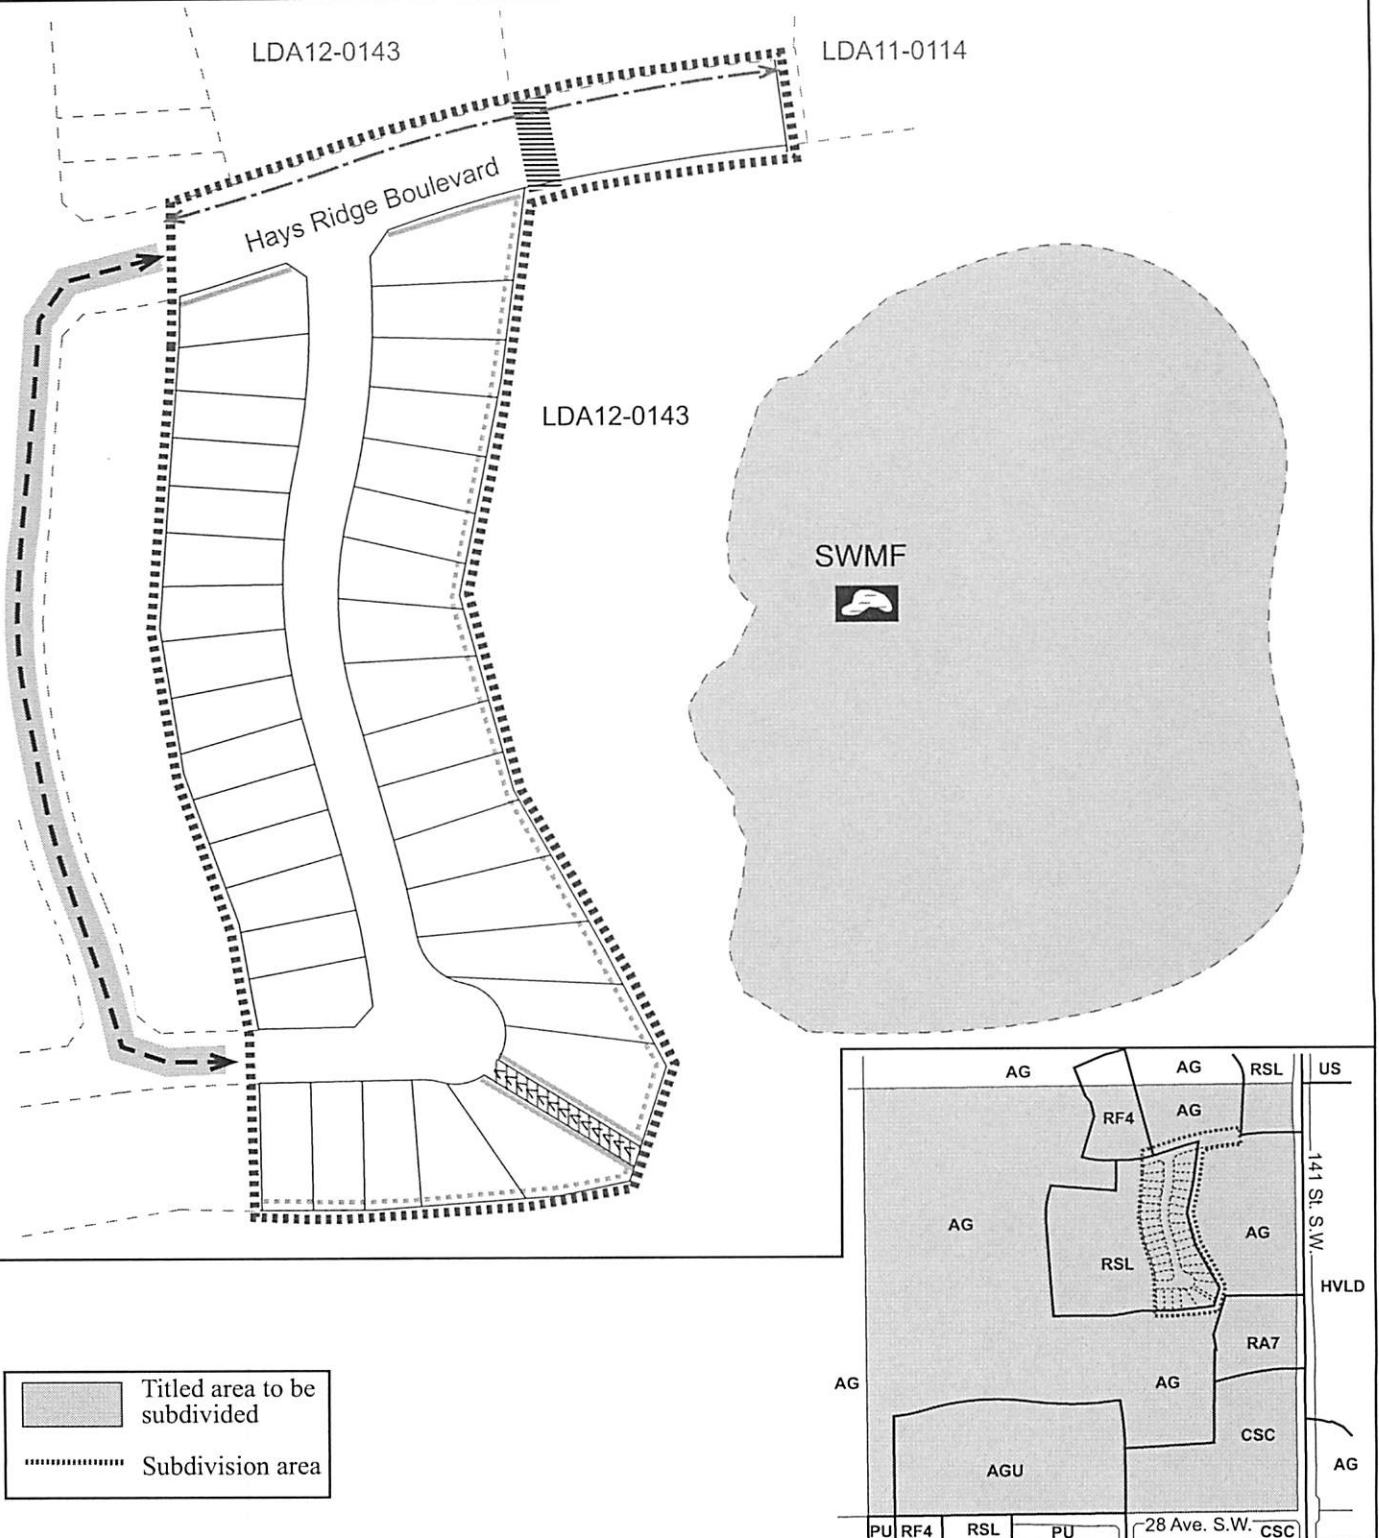 LDA12-0143
LDA11-0114
Hays Ridge Boulevard
LDA12-0143
SWMF
AG
AG
RSL
US
RF4
AG
141 St. S.W.
AG
AG
RSL
HVLD
RA7
AG
AG
CSC
AG
AGU
PU
RF4
RSL
PU
28 Ave. S.W.
CSC
Titled area to be
subdivided
Subdivision area